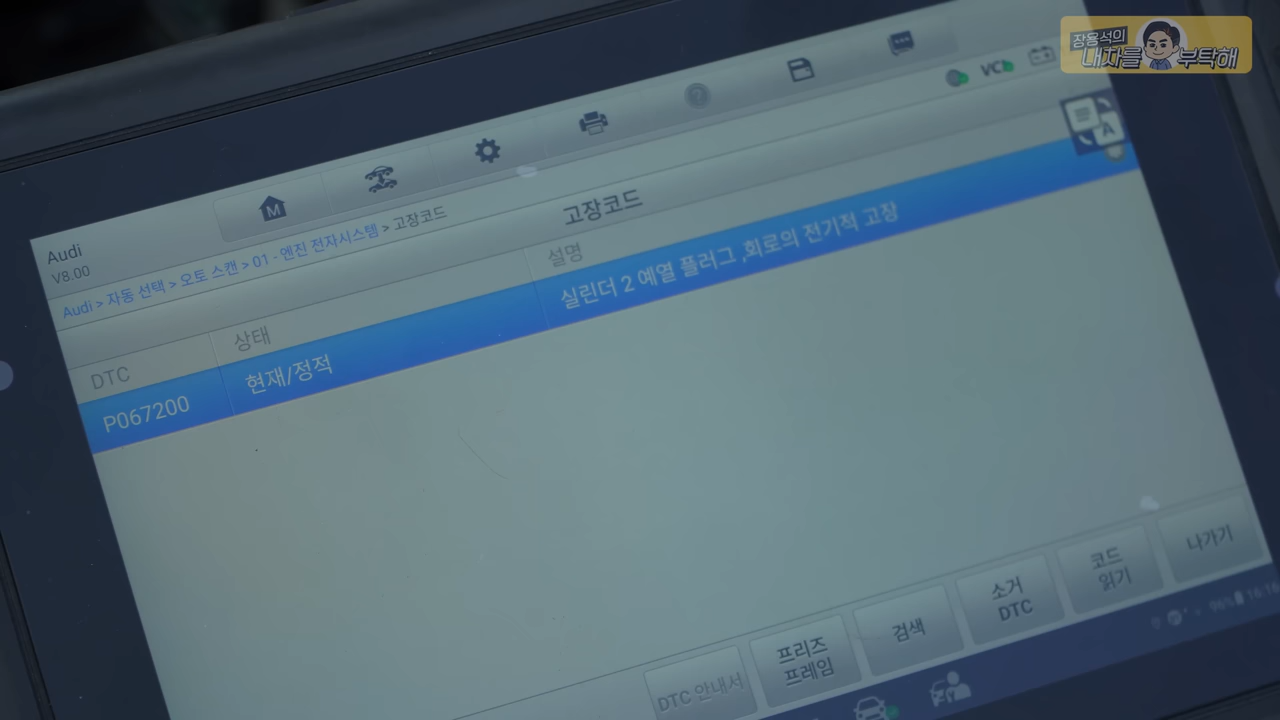 장용석의
내차를 부탁해
M
VCI
A
Audi
V8.00
Audi > 자동 선택 > 오토 스캔 > 01 - 엔진 전자시스템 > 고장코드
고장코드
DTC 상태 설명
P067200 현재/정적 실린더 2 예열 플러그 ,회로의 전기적 고장
DTC 안내서
프리즈
프레임
검색
소거
DTC
코드
읽기
나가기
96% 16:16